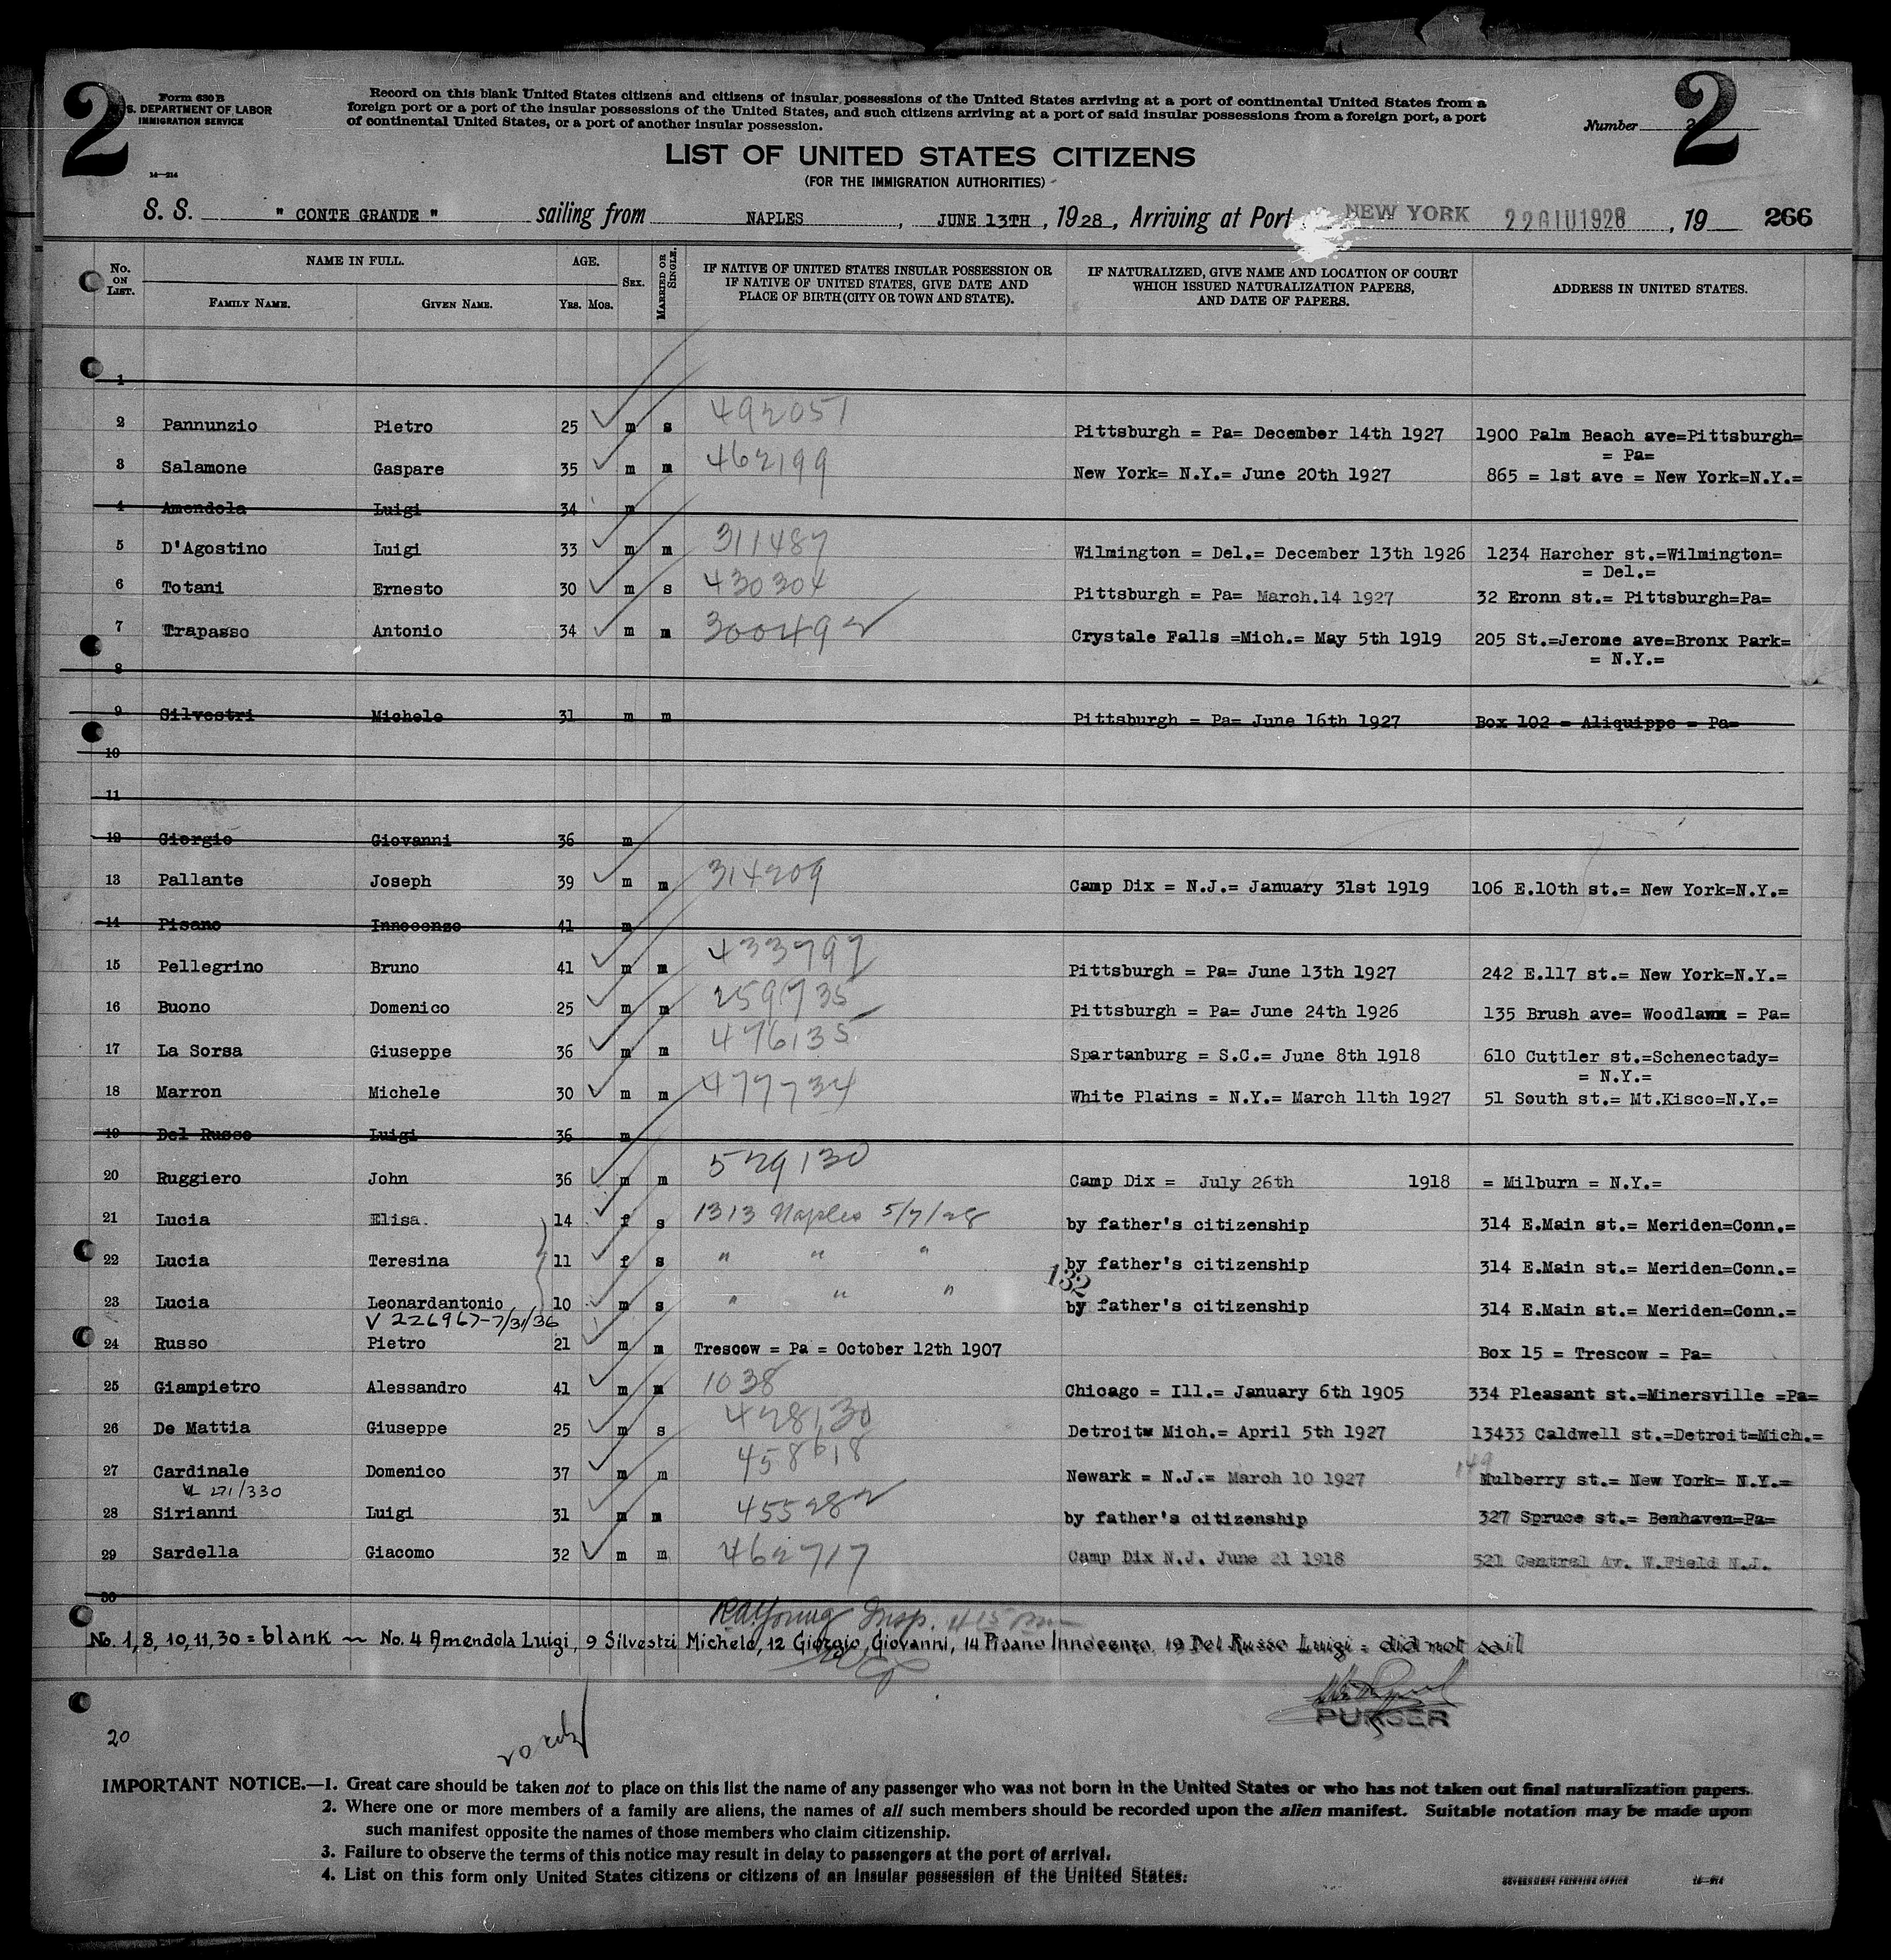 2
2
Form 630 B
S. DEPARTMENT OF LABOR
IMMIGRATION SERVICE
14—214
Record on this blank United States citizens and citizens of insular possessions of the United States arriving at a port of continental United States from a
foreign port or a port of the insular possessions of the United States, and such citizens arriving at a port of said insular possessions from a foreign port, a port
of continental United States, or a port of another insular possession.
Number 2
LIST OF UNITED STATES CITIZENS
(FOR THE IMMIGRATION AUTHORITIES)
S. S. " CONTE GRANDE " sailing from NAPLES, JUNE 13TH, 1928, Arriving at Port NEW YORK 22GIU1928, 19 266
No. ON LIST. NAME IN FULL. FAMILY NAME. GIVEN NAME. AGE. Yrs. Mos. SEX. MARRIED OR SINGLE. IF NATIVE OF UNITED STATES INSULAR POSSESSION OR IF NATIVE OF UNITED STATES, GIVE DATE AND PLACE OF BIRTH (CITY OR TOWN AND STATE). IF NATURALIZED, GIVE NAME AND LOCATION OF COURT WHICH ISSUED NATURALIZATION PAPERS, AND DATE OF PAPERS. ADDRESS IN UNITED STATES.
1
2 Pannunzio Pietro 25 m s 492051 Pittsburgh = Pa= December 14th 1927 1900 Palm Beach ave=Pittsburgh=
= Pa=
3 Salamone Gaspare 35 m m 462199 New York= N.Y.= June 20th 1927 865 = 1st ave = New York=N.Y.=
4 Amendola Luigi 34 m
5 D'Agostino Luigi 33 m m 311487 Wilmington = Del.= December 13th 1926 1234 Harcher st.=Wilmington=
= Del.=
6 Totani Ernesto 30 m s 430304 Pittsburgh = Pa= March.14 1927 32 Eronn st.= Pittsburgh=Pa=
7 Trapasso Antonio 34 m m 300492 Crystale Falls =Mich.= May 5th 1919 205 St.=Jerome ave=Bronx Park=
= N.Y.=
8
9 Silvestri Michele 31 m m Pittsburgh = Pa= June 16th 1927 Box 102 = Aliquippe = Pa=
10
11
12 Giorgio Giovanni 36 m
13 Pallante Joseph 39 m m 314209 Camp Dix = N.J.= January 31st 1919 106 E.10th st.= New York=N.Y.=
14 Pisano Innocenzo 41 m
15 Pellegrino Bruno 41 m m 433797 Pittsburgh = Pa= June 13th 1927 242 E.117 st.= New York=N.Y.=
16 Buono Domenico 25 m m 259735 Pittsburgh = Pa= June 24th 1926 135 Brush ave= Woodlawn = Pa=
17 La Sorsa Giuseppe 36 m m 476135 Spartanburg = S.C.= June 8th 1918 610 Cuttler st.=Schenectady=
= N.Y.=
18 Marron Michele 30 m m 477734 White Plains = N.Y.= March 11th 1927 51 South st.= Mt.Kisco=N.Y.=
19 Del Russo Luigi 36 m
20 Ruggiero John 36 m m 529130 Camp Dix = July 26th 1918 = Milburn = N.Y.=
21 Lucia Elisa 14 f s 1313 Naples 5/7/28 by father's citizenship 314 E.Main st.= Meriden=Conn.=
22 Lucia Teresina 11 f s " " " by father's citizenship 314 E.Main st.= Meriden=Conn.=
132
23 Lucia Leonardantonio 10 m s " " " by father's citizenship 314 E.Main st.= Meriden=Conn.=
V 226967-7/31/36
24 Russo Pietro 21 m m Trescow = Pa = October 12th 1907 Box 15 = Trescow = Pa=
25 Giampietro Alessandro 41 m m 1038 Chicago = Ill.= January 6th 1905 334 Pleasant st.=Minersville =Pa=
26 De Mattia Giuseppe 25 m s 428130 Detroit= Mich.= April 5th 1927 13433 Caldwell st.=Detroit=Mich.=
27 Cardinale Domenico 37 m m 458618 Newark = N.J.= March 10 1927 149 Mulberry st.= New York= N.Y.=
VL 271/330
28 Sirianni Luigi 31 m m 455282 by father's citizenship 327 Spruce st.= Benhaven=Pa=
29 Sardella Giacomo 32 m m 462717 Camp Dix N.J. June 21 1918 521 Central Av. W.Field N.J.
30
Young Insp. 415 pm
No. 1, 8, 10, 11, 30 = blank — No. 4 Amendola Luigi, 9 Silvestri Michele, 12 Giorgio, Giovanni, 14 Pisano Innocenzo, 19 Del Russo Luigi = did not sail
PURSER
20
IMPORTANT NOTICE.—1. Great care should be taken not to place on this list the name of any passenger who was not born in the United States or who has not taken out final naturalization papers.
2. Where one or more members of a family are aliens, the names of all such members should be recorded upon the alien manifest. Suitable notation may be made upon
such manifest opposite the names of those members who claim citizenship.
3. Failure to observe the terms of this notice may result in delay to passengers at the port of arrival.
4. List on this form only United States citizens or citizens of an insular possession of the United States.
GOVERNMENT PRINTING OFFICE 14—214